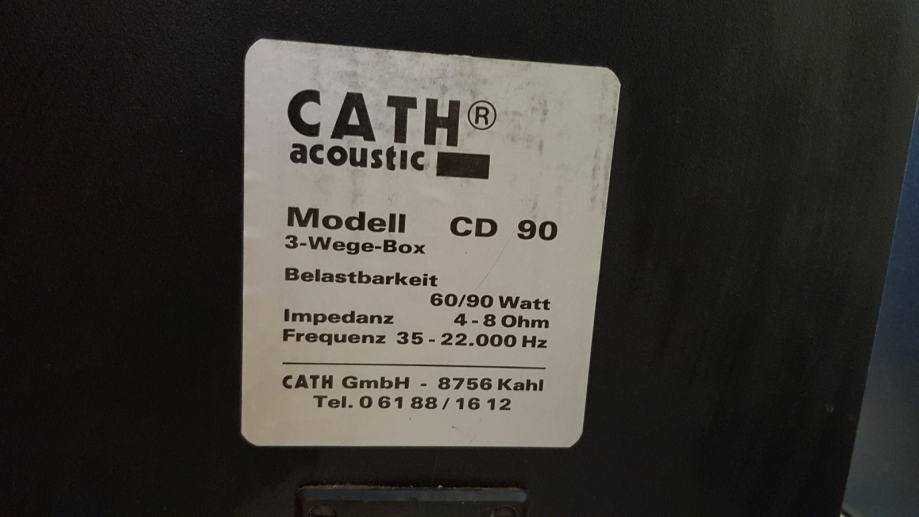 CATH®
acoustic
Modell CD 90
3-Wege-Box
Belastbarkeit
60/90 Watt
Impedanz 4-8 Ohm
Frequenz 35-22.000 Hz
CATH GmbH - 8756 Kahl
Tel. 0 61 88 / 16 12